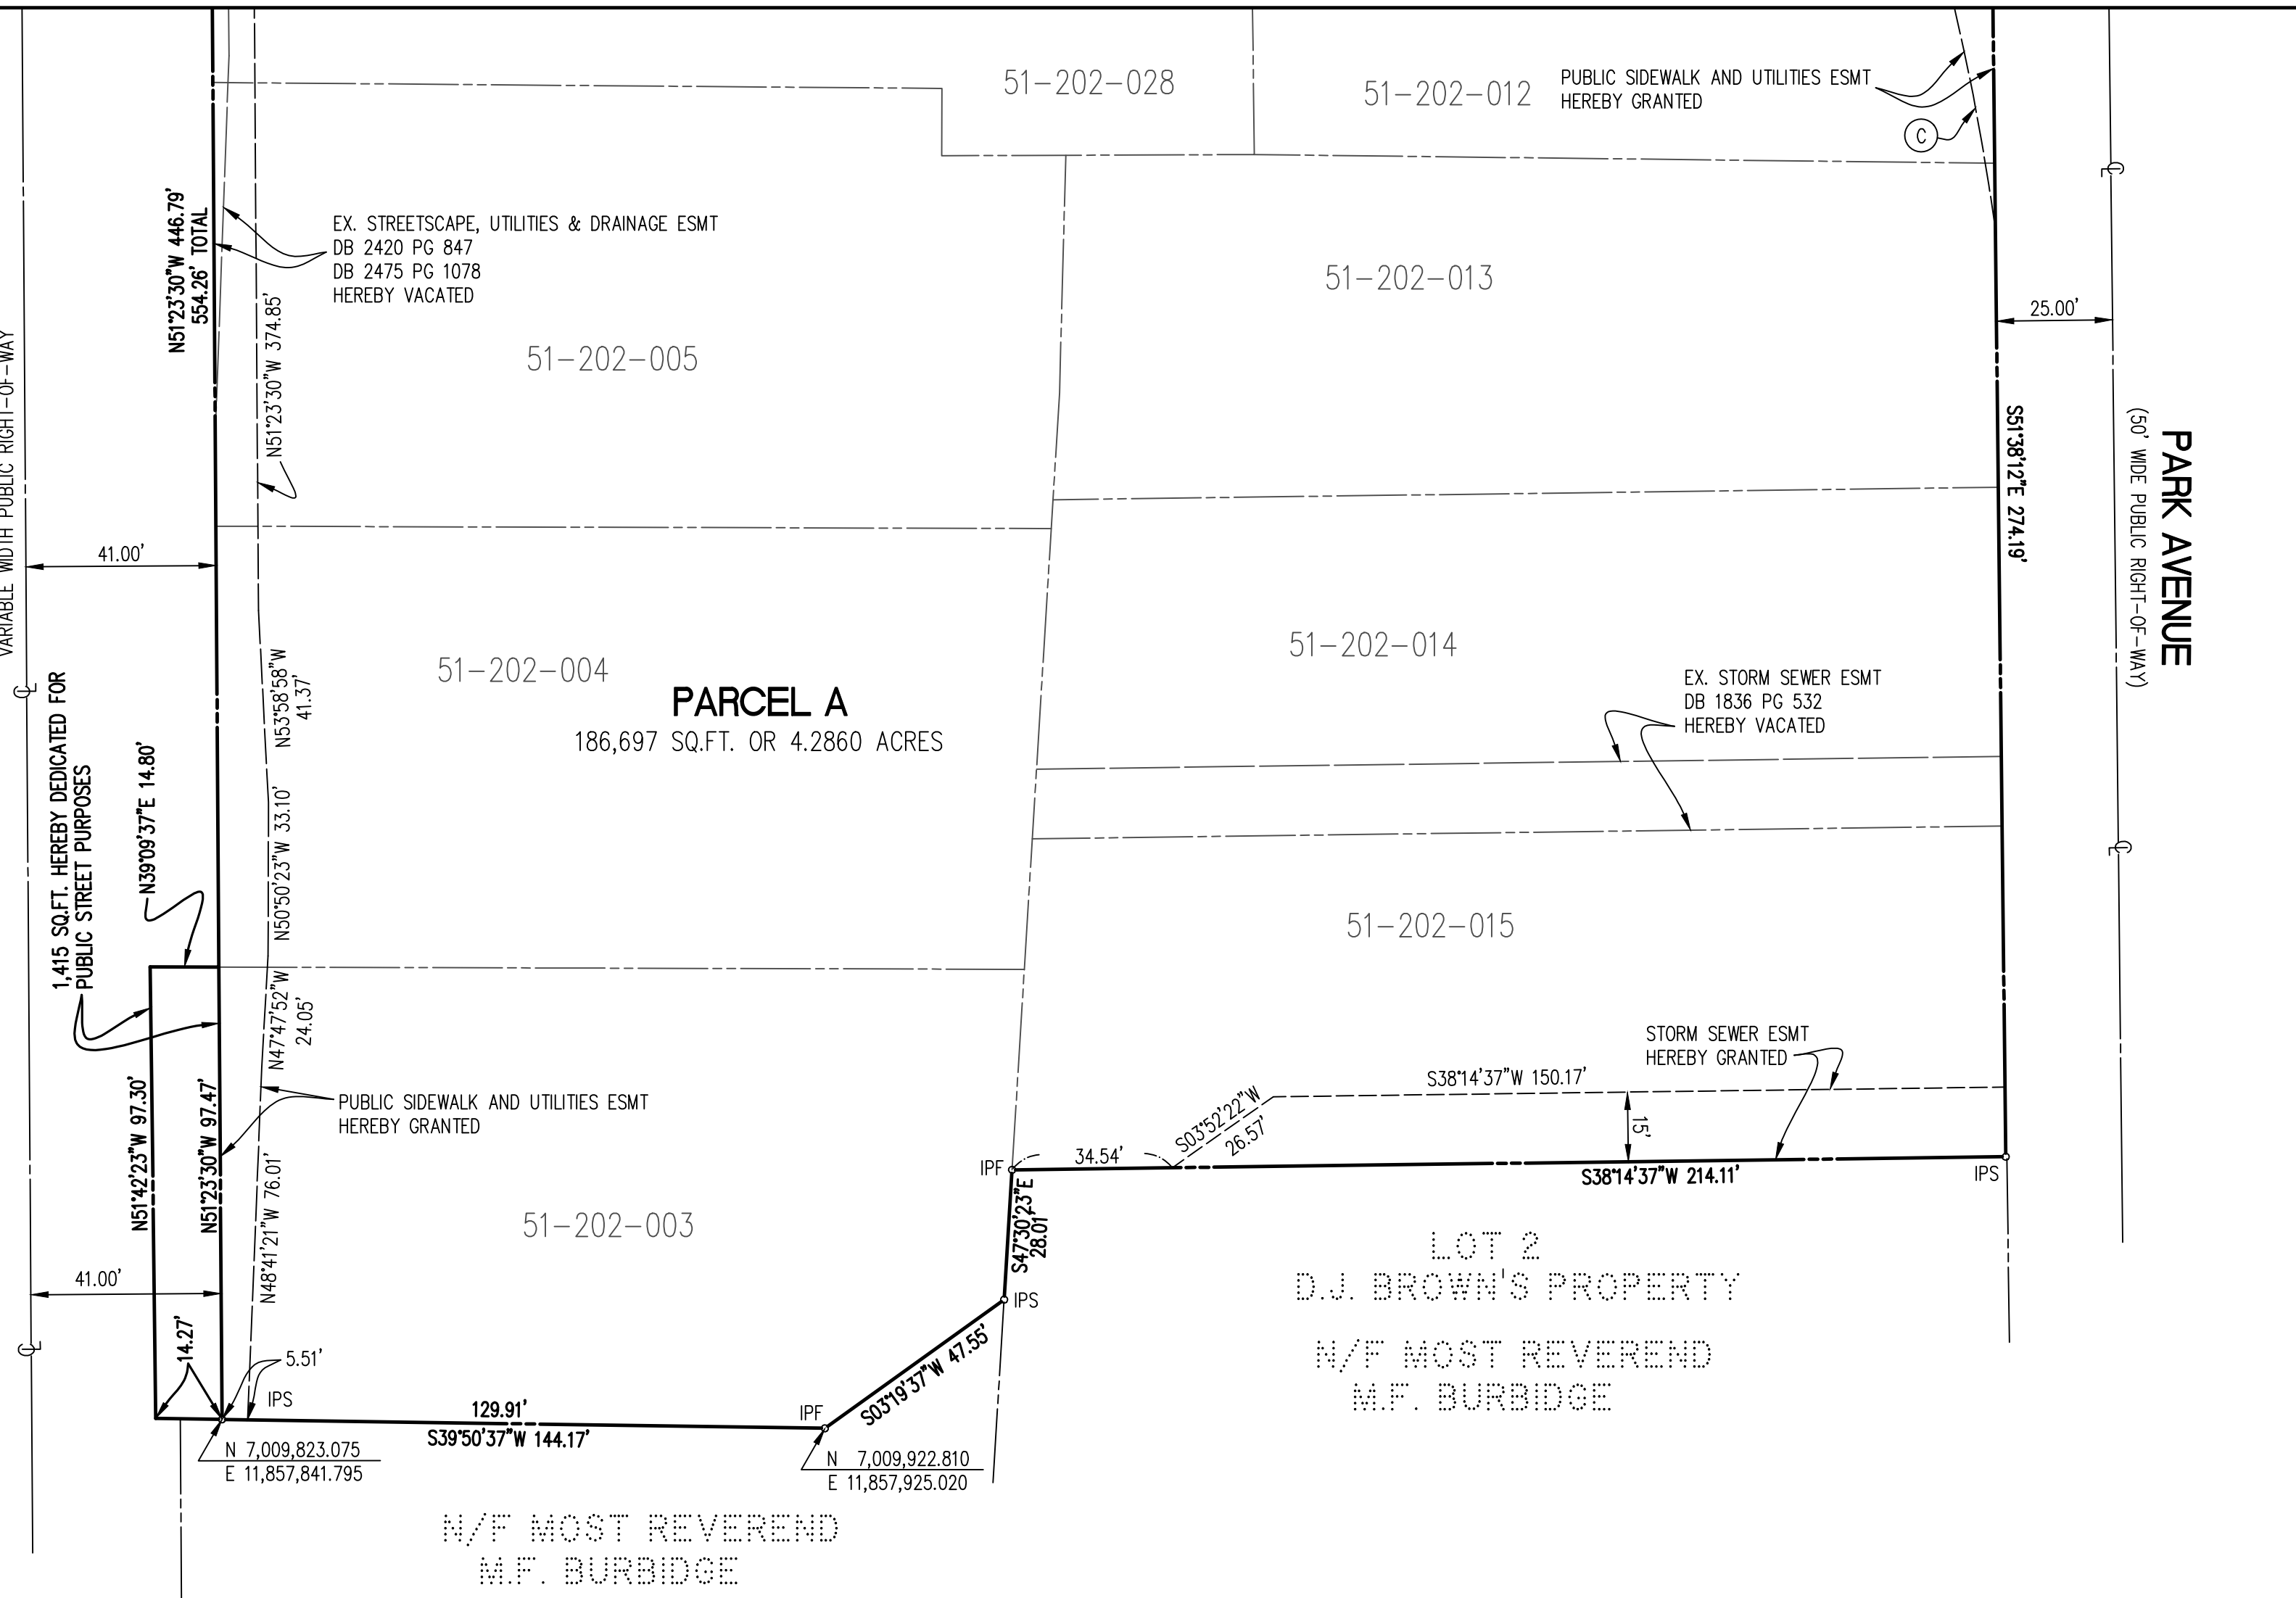 51-202-028
51-202-012
PUBLIC SIDEWALK AND UTILITIES ESMT
HEREBY GRANTED
C
N51°23'30"W 446.79'
554.26' TOTAL
EX. STREETSCAPE, UTILITIES & DRAINAGE ESMT
DB 2420 PG 847
DB 2475 PG 1078
HEREBY VACATED
N51°23'30"W 374.85'
51-202-013
51-202-005
25.00'
CL
PARK AVENUE
(50' WIDE PUBLIC RIGHT-OF-WAY)
S51°38'12"E 274.19'
VARIABLE WIDTH PUBLIC RIGHT-OF-WAY
41.00'
CL
N53°58'58"W
41.37'
51-202-004
51-202-014
PARCEL A
186,697 SQ.FT. OR 4.2860 ACRES
EX. STORM SEWER ESMT
DB 1836 PG 532
HEREBY VACATED
1,415 SQ.FT. HEREBY DEDICATED FOR
PUBLIC STREET PURPOSES
N39°09'37"E 14.80'
N50°50'23"W 33.10'
CL
51-202-015
N47°47'52"W
24.05'
STORM SEWER ESMT
HEREBY GRANTED
S38°14'37"W 150.17'
S03°52'22"W
26.57'
15'
PUBLIC SIDEWALK AND UTILITIES ESMT
HEREBY GRANTED
N51°42'23"W 97.30'
N51°23'30"W 97.47'
N48°41'21"W 76.01'
IPF
34.54'
S38°14'37"W 214.11'
IPS
51-202-003
S47°30'23"E
28.01'
LOT 2
D.J. BROWN'S PROPERTY
N/F MOST REVEREND
M.F. BURBIDGE
41.00'
IPS
CL
14.27'
5.51'
S03°19'37"W 47.55'
IPS
129.91'
S39°50'37"W 144.17'
IPF
N 7,009,823.075
E 11,857,841.795
N 7,009,922.810
E 11,857,925.020
N/F MOST REVEREND
M.F. BURBIDGE